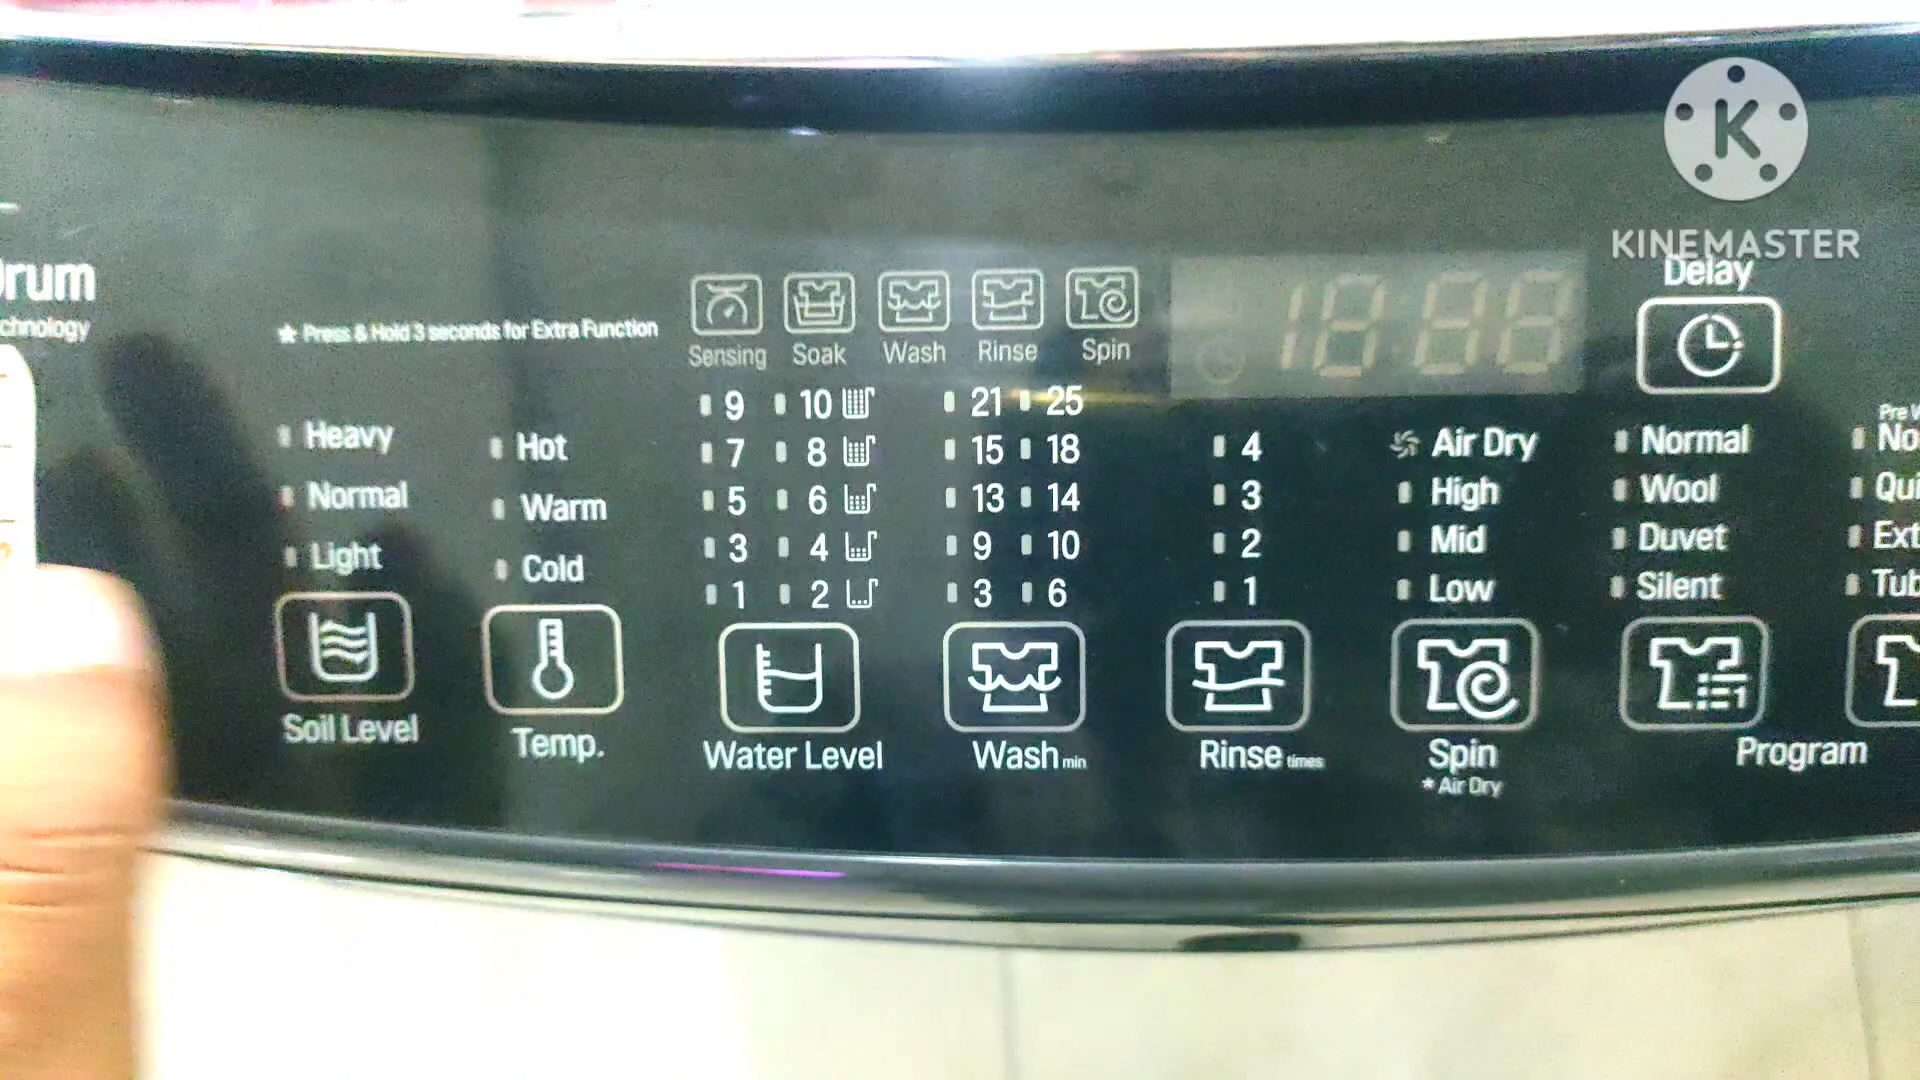 K
KINEMASTER
Delay
★ Press & Hold 3 seconds for Extra Function
Sensing Soak Wash Rinse Spin
18:88
Heavy
Normal
Light
Soil Level
Hot
Warm
Cold
Temp.
9 10
7 8
5 6
3 4
1 2
Water Level
21 25
15 18
13 14
9 10
3 6
Wash min
4
3
2
1
Rinse times
Air Dry
High
Mid
Low
Spin
* Air Dry
Normal
Wool
Duvet
Silent
Program